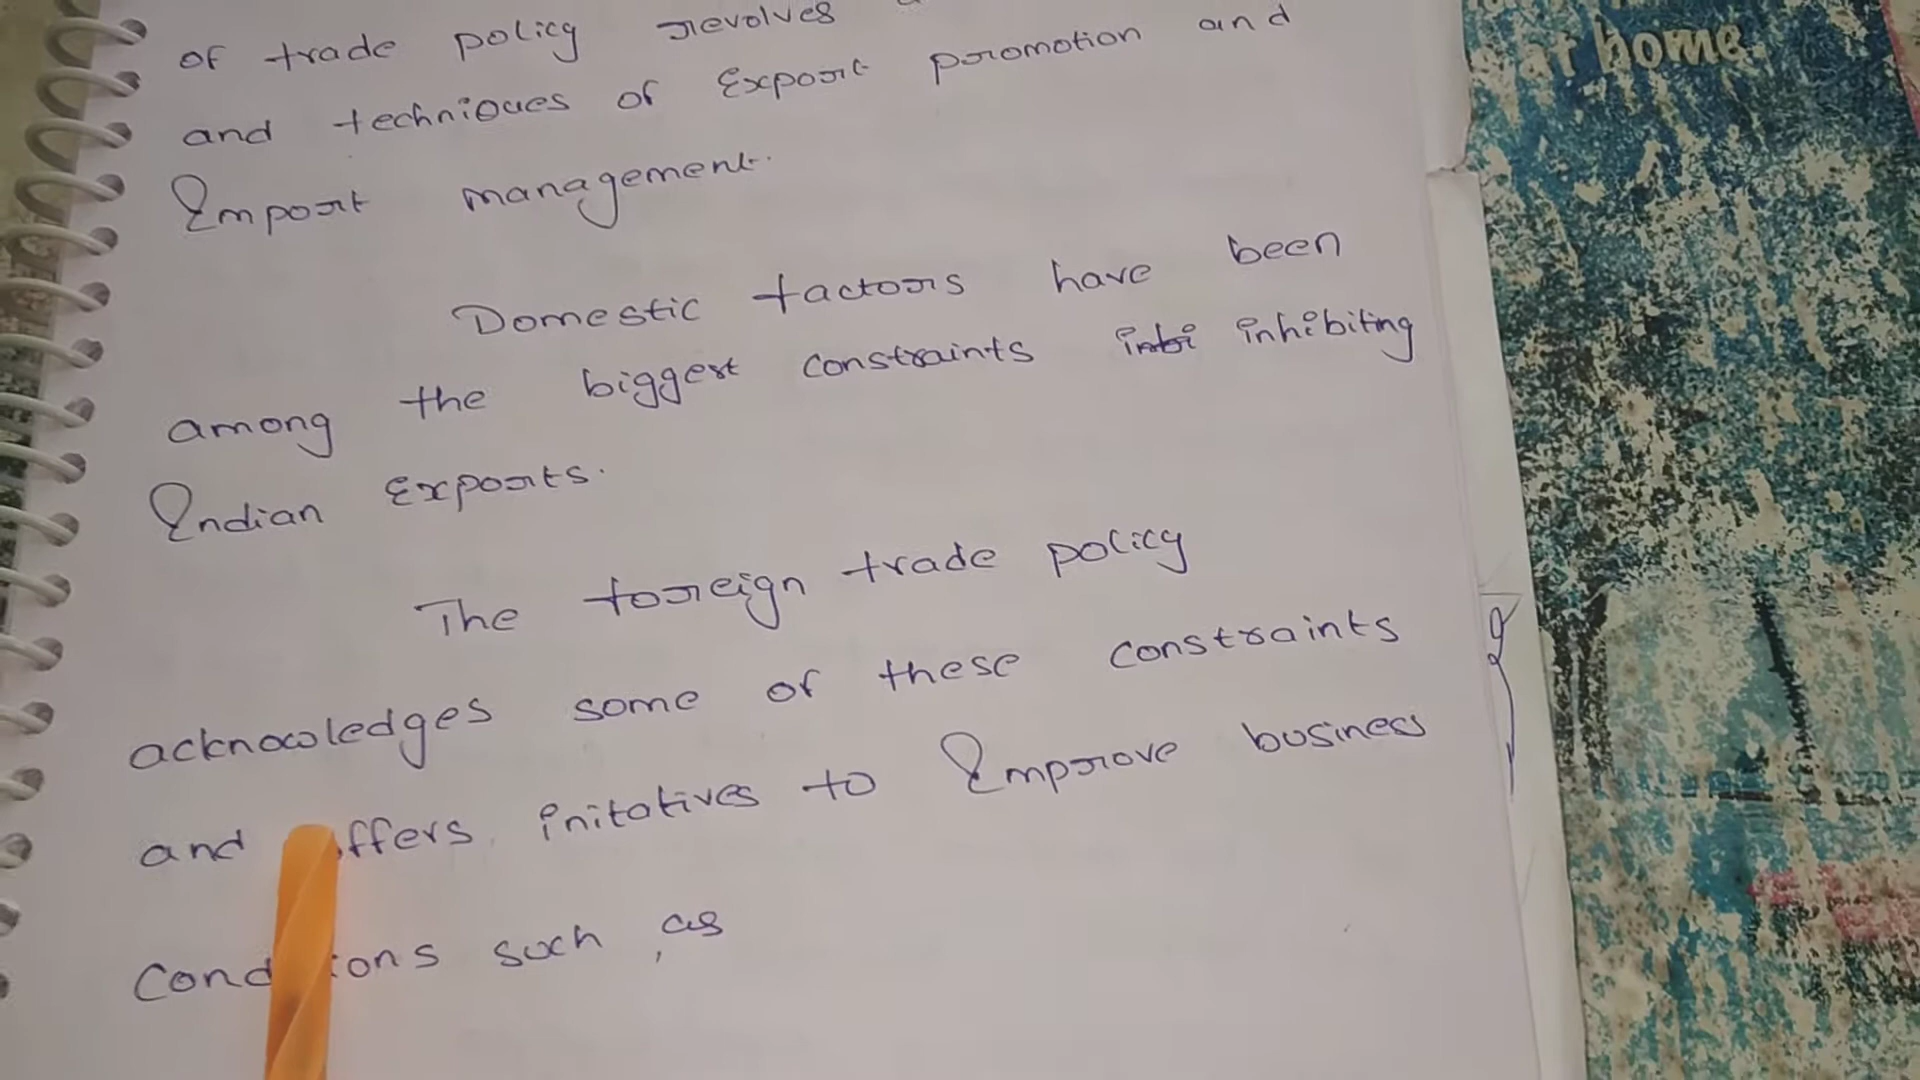 of trade policy revolves
and techniques of Export promotion and
Import management.
Domestic factors have been
among the biggest constraints inhibiting
Indian Exports.
The foreign trade policy
acknowledges some of these constraints
and offers initatives to Improve business
conditions such as
at home.